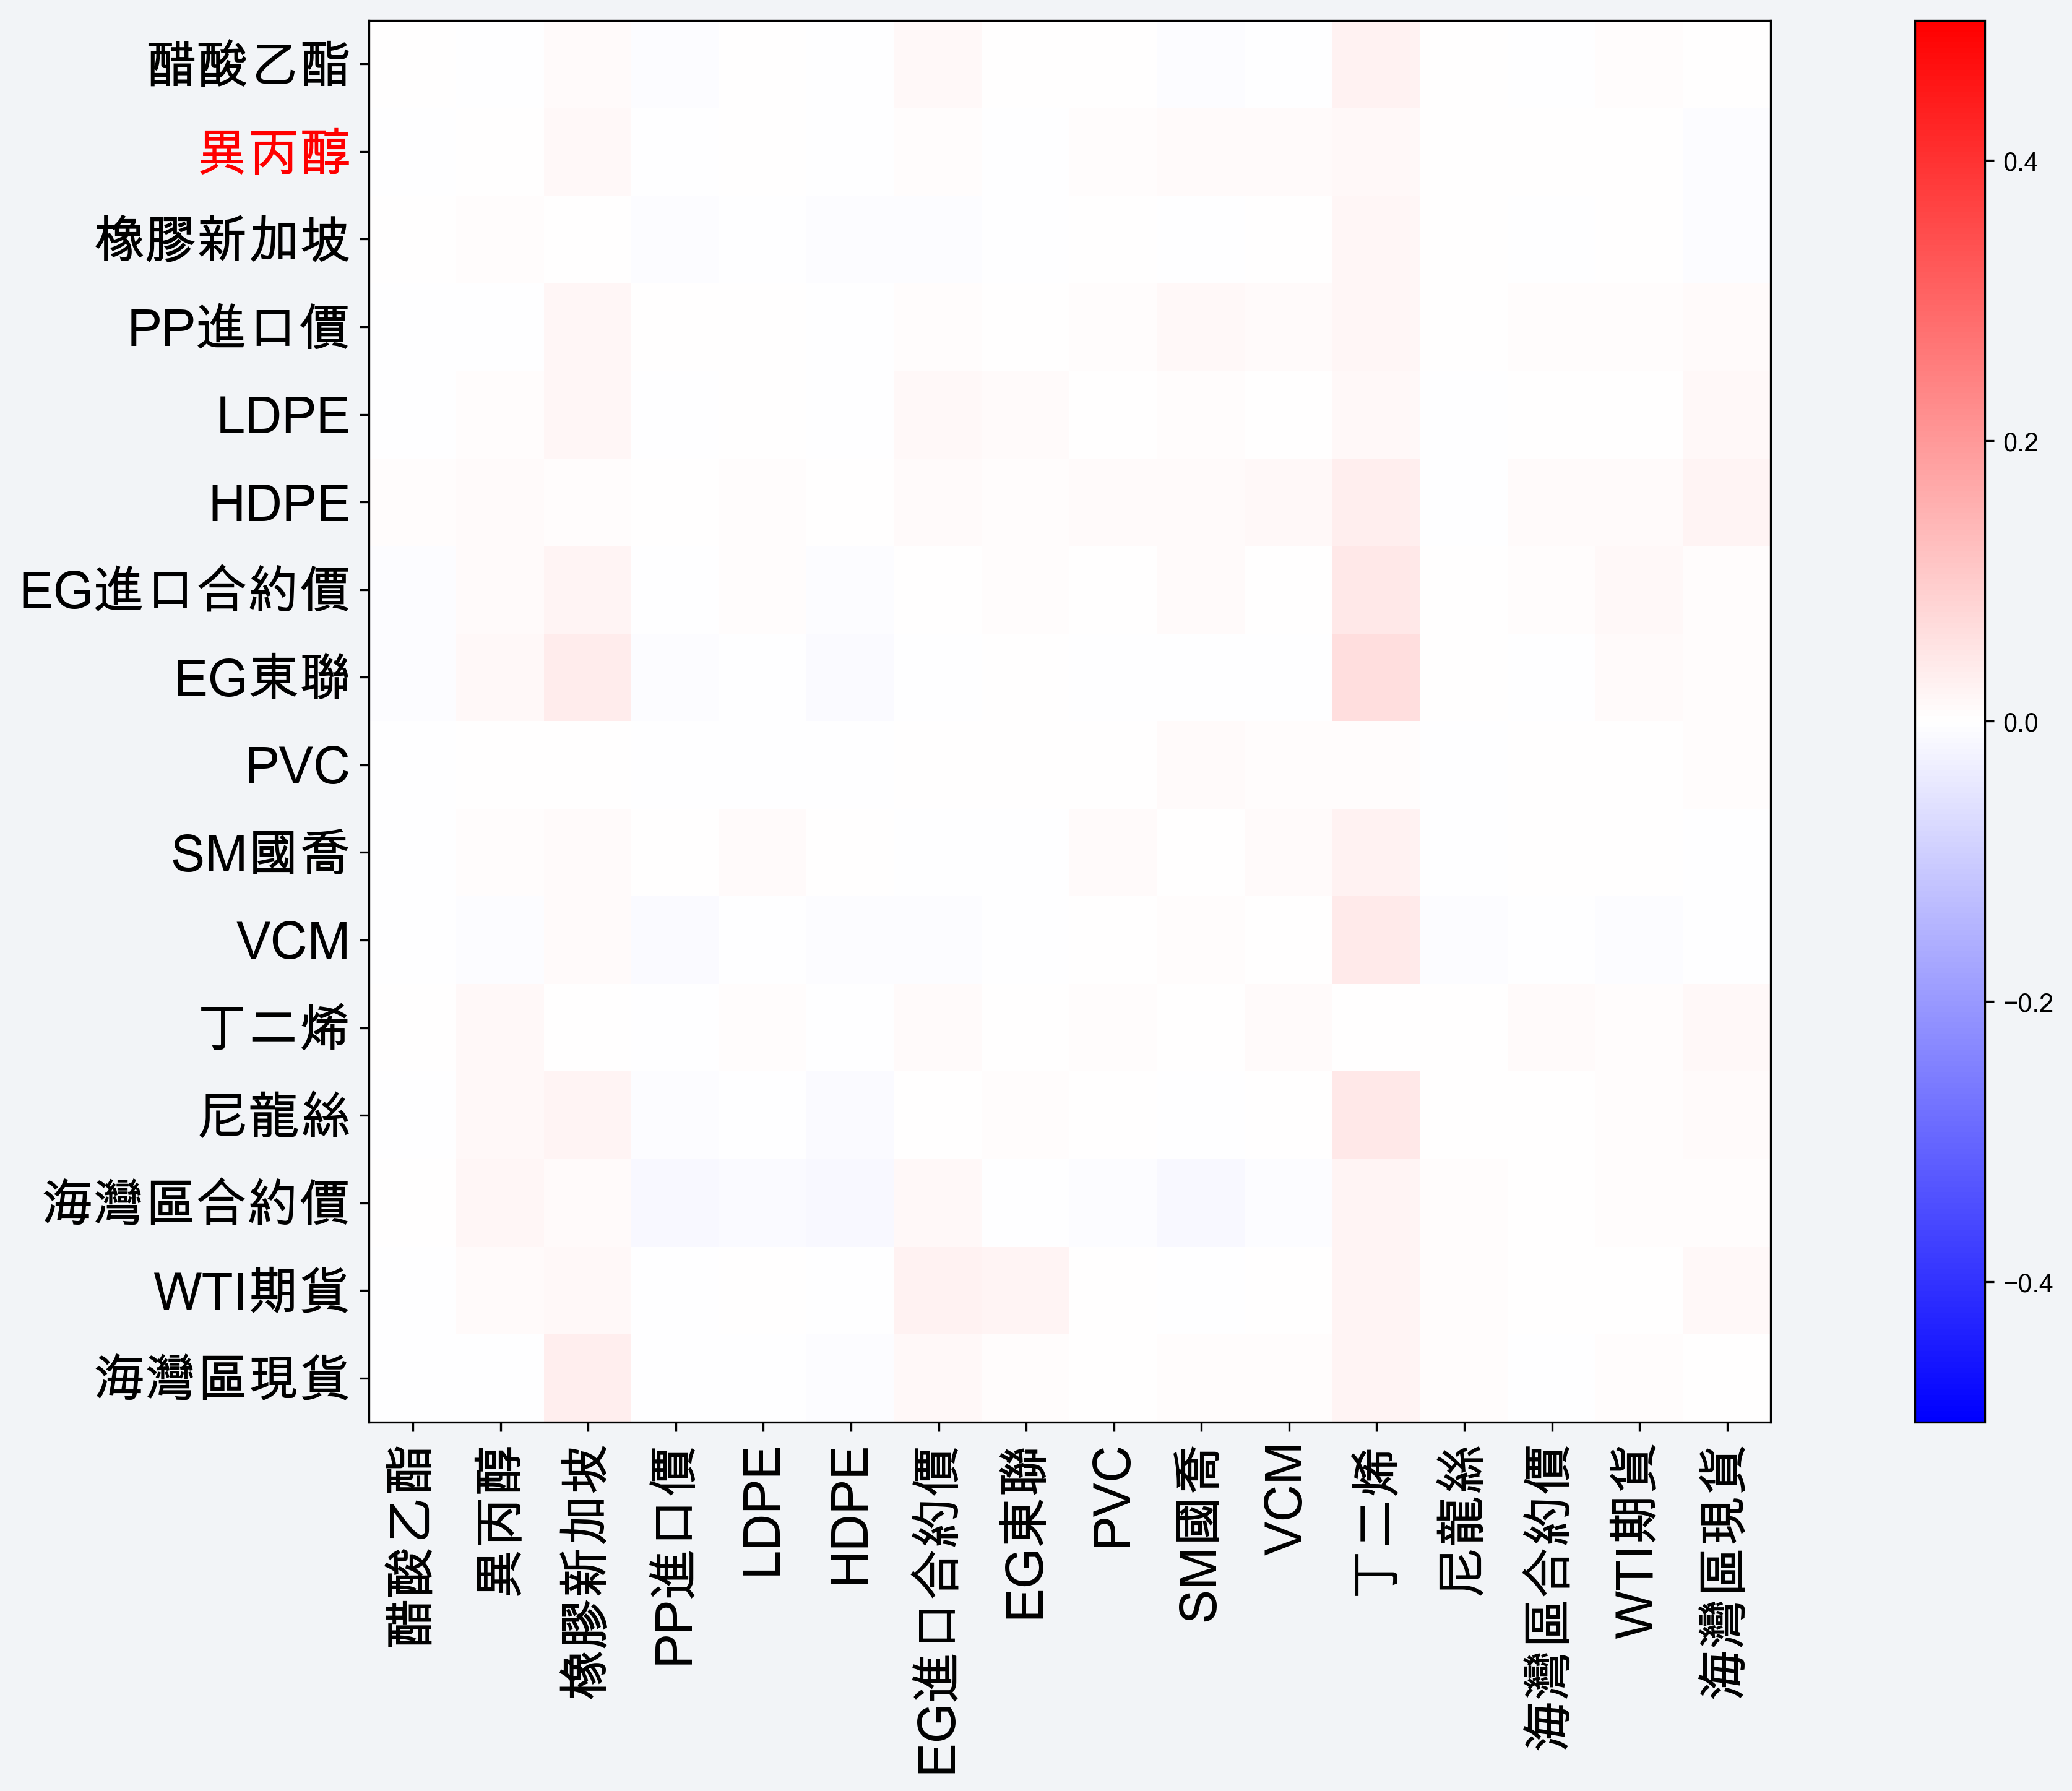 醋酸乙酯
異丙醇
橡膠新加坡
PP進口價
LDPE
HDPE
EG進口合約價
EG東聯
PVC
SM國喬
VCM
丁二烯
尼龍絲
海灣區合約價
WTI期貨
海灣區現貨
醋酸乙酯
異丙醇
橡膠新加坡
PP進口價
LDPE
HDPE
EG進口合約價
EG東聯
PVC
SM國喬
VCM
丁二烯
尼龍絲
海灣區合約價
WTI期貨
海灣區現貨
0.4
0.2
0.0
−0.2
−0.4